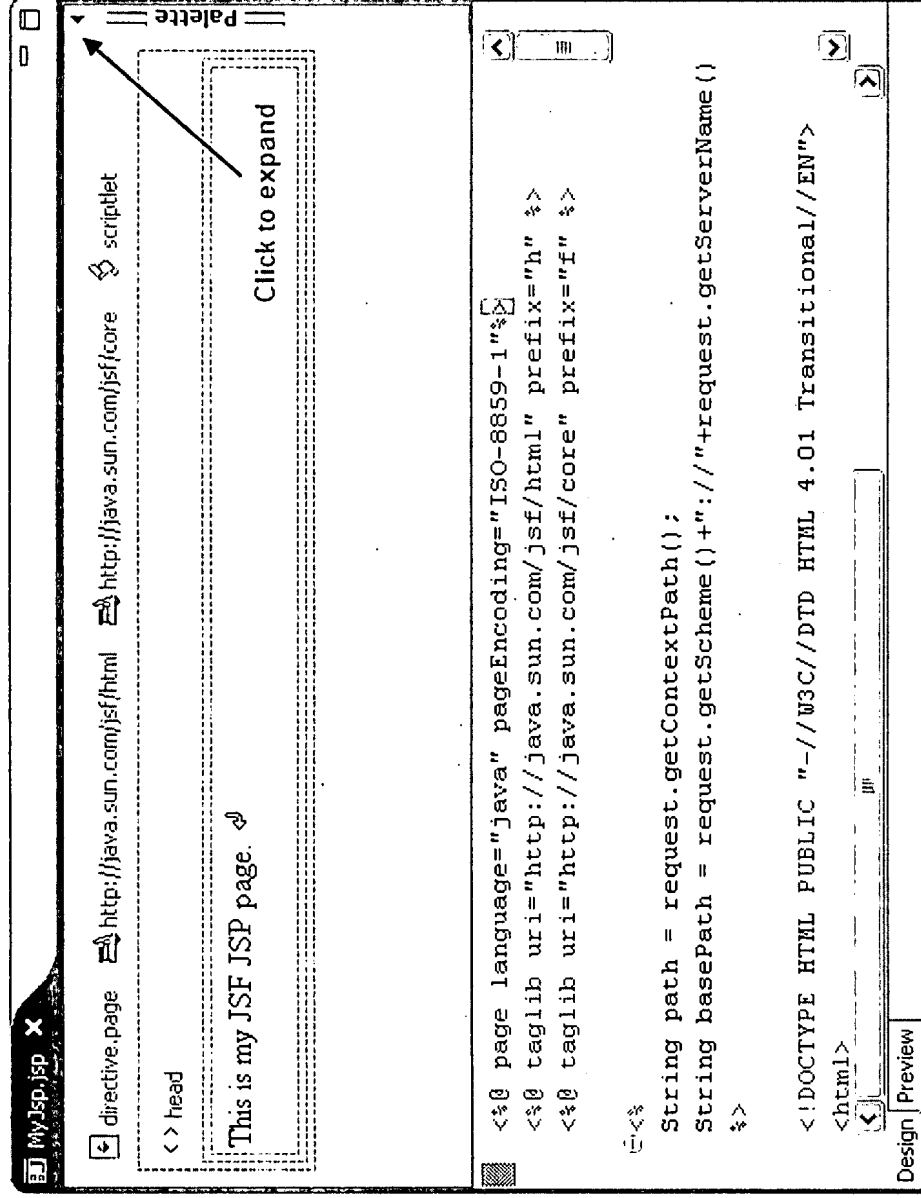 MyJsp.jsp
directive.page http://java.sun.com/jsf/html http://java.sun.com/jsf/core scriptlet
Palette
<> head
This is my JSF JSP page.
Click to expand
<%@ page language="java" pageEncoding="ISO-8859-1"%>
<%@ taglib uri="http://java.sun.com/jsf/html" prefix="h" %>
<%@ taglib uri="http://java.sun.com/jsf/core" prefix="f" %>
<%
String path = request.getContextPath();
String basePath = request.getScheme()+"://"+request.getServerName()
%>
<!DOCTYPE HTML PUBLIC "-//W3C//DTD HTML 4.01 Transitional//EN">
<html>
Design Preview